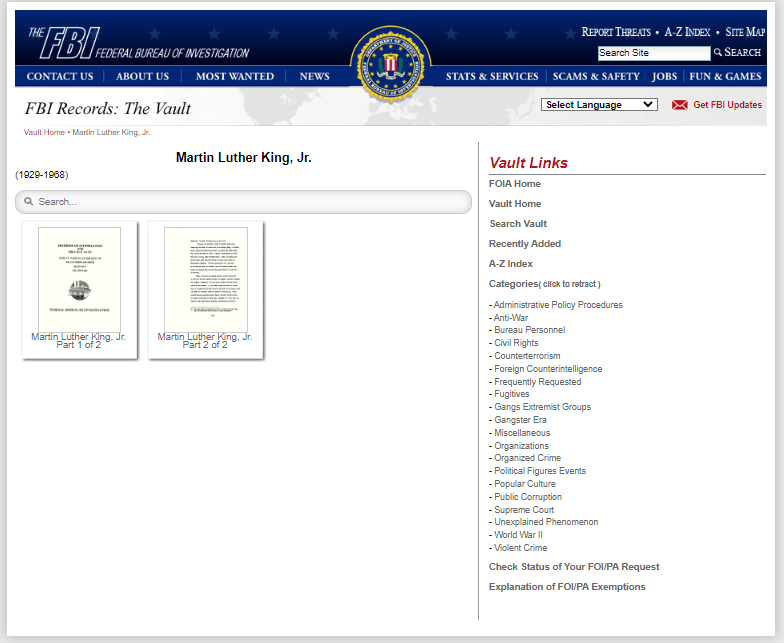 THE FBI FEDERAL BUREAU OF INVESTIGATION
REPORT THREATS • A-Z INDEX • SITE MAP
Search Site SEARCH
CONTACT US ABOUT US MOST WANTED NEWS STATS & SERVICES SCAMS & SAFETY JOBS FUN & GAMES
FBI Records: The Vault
Select Language
Get FBI Updates
Vault Home • Martin Luther King, Jr.
Martin Luther King, Jr.
(1929-1968)
Search...
FREEDOM OF INFORMATION
FEDERAL BUREAU OF INVESTIGATION
Martin Luther King, Jr.
Part 1 of 2
Martin Luther King, Jr.
Part 2 of 2
Vault Links
FOIA Home
Vault Home
Search Vault
Recently Added
A-Z Index
Categories( click to retract )
- Administrative Policy Procedures
- Anti-War
- Bureau Personnel
- Civil Rights
- Counterterrorism
- Foreign Counterintelligence
- Frequently Requested
- Fugitives
- Gangs Extremist Groups
- Gangster Era
- Miscellaneous
- Organizations
- Organized Crime
- Political Figures Events
- Popular Culture
- Public Corruption
- Supreme Court
- Unexplained Phenomenon
- World War II
- Violent Crime
Check Status of Your FOI/PA Request
Explanation of FOI/PA Exemptions